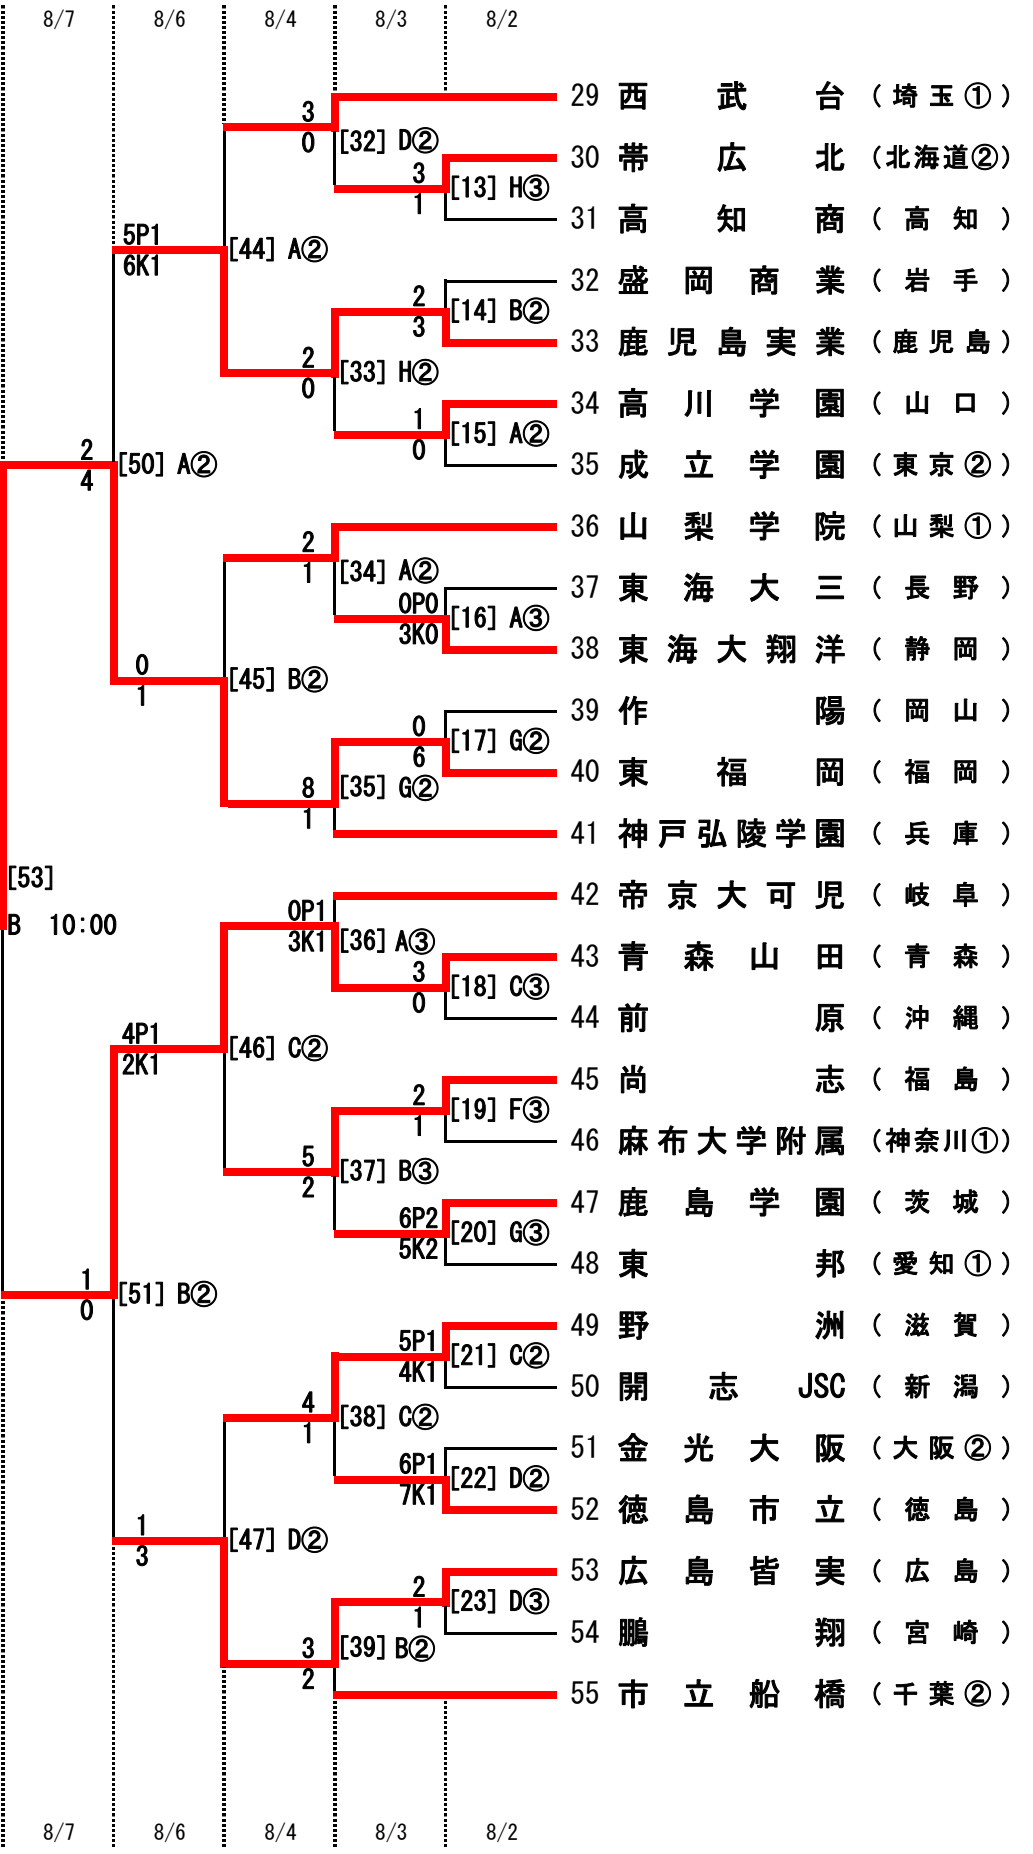 8/7 8/6 8/4 8/3 8/2
29 西武台 (埼玉①)
3
0
[32] D②
30 帯広北 (北海道②)
3
1
[13] H③
31 高知商 (高知)
5P1
6K1
[44] A②
32 盛岡商業 (岩手)
2
3
[14] B②
33 鹿児島実業 (鹿児島)
2
0
[33] H②
34 高川学園 (山口)
1
0
[15] A②
35 成立学園 (東京②)
2
4
[50] A②
36 山梨学院 (山梨①)
2
1
[34] A②
37 東海大三 (長野)
0P0
3K0
[16] A③
38 東海大翔洋 (静岡)
0
1
[45] B②
39 作陽 (岡山)
0
6
[17] G②
40 東福岡 (福岡)
8
1
[35] G②
41 神戸弘陵学園 (兵庫)
[53]
B 10:00
42 帝京大可児 (岐阜)
0P1
3K1
[36] A③
43 青森山田 (青森)
3
0
[18] C③
44 前原 (沖縄)
4P1
2K1
[46] C②
45 尚志 (福島)
2
1
[19] F③
46 麻布大学附属 (神奈川①)
5
2
[37] B③
47 鹿島学園 (茨城)
6P2
5K2
[20] G③
48 東邦 (愛知①)
1
0
[51] B②
49 野洲 (滋賀)
5P1
4K1
[21] C②
50 開志JSC (新潟)
4
1
[38] C②
51 金光大阪 (大阪②)
6P1
7K1
[22] D②
52 徳島市立 (徳島)
1
3
[47] D②
53 広島皆実 (広島)
2
1
[23] D③
54 鵬翔 (宮崎)
3
2
[39] B②
55 市立船橋 (千葉②)
8/7 8/6 8/4 8/3 8/2